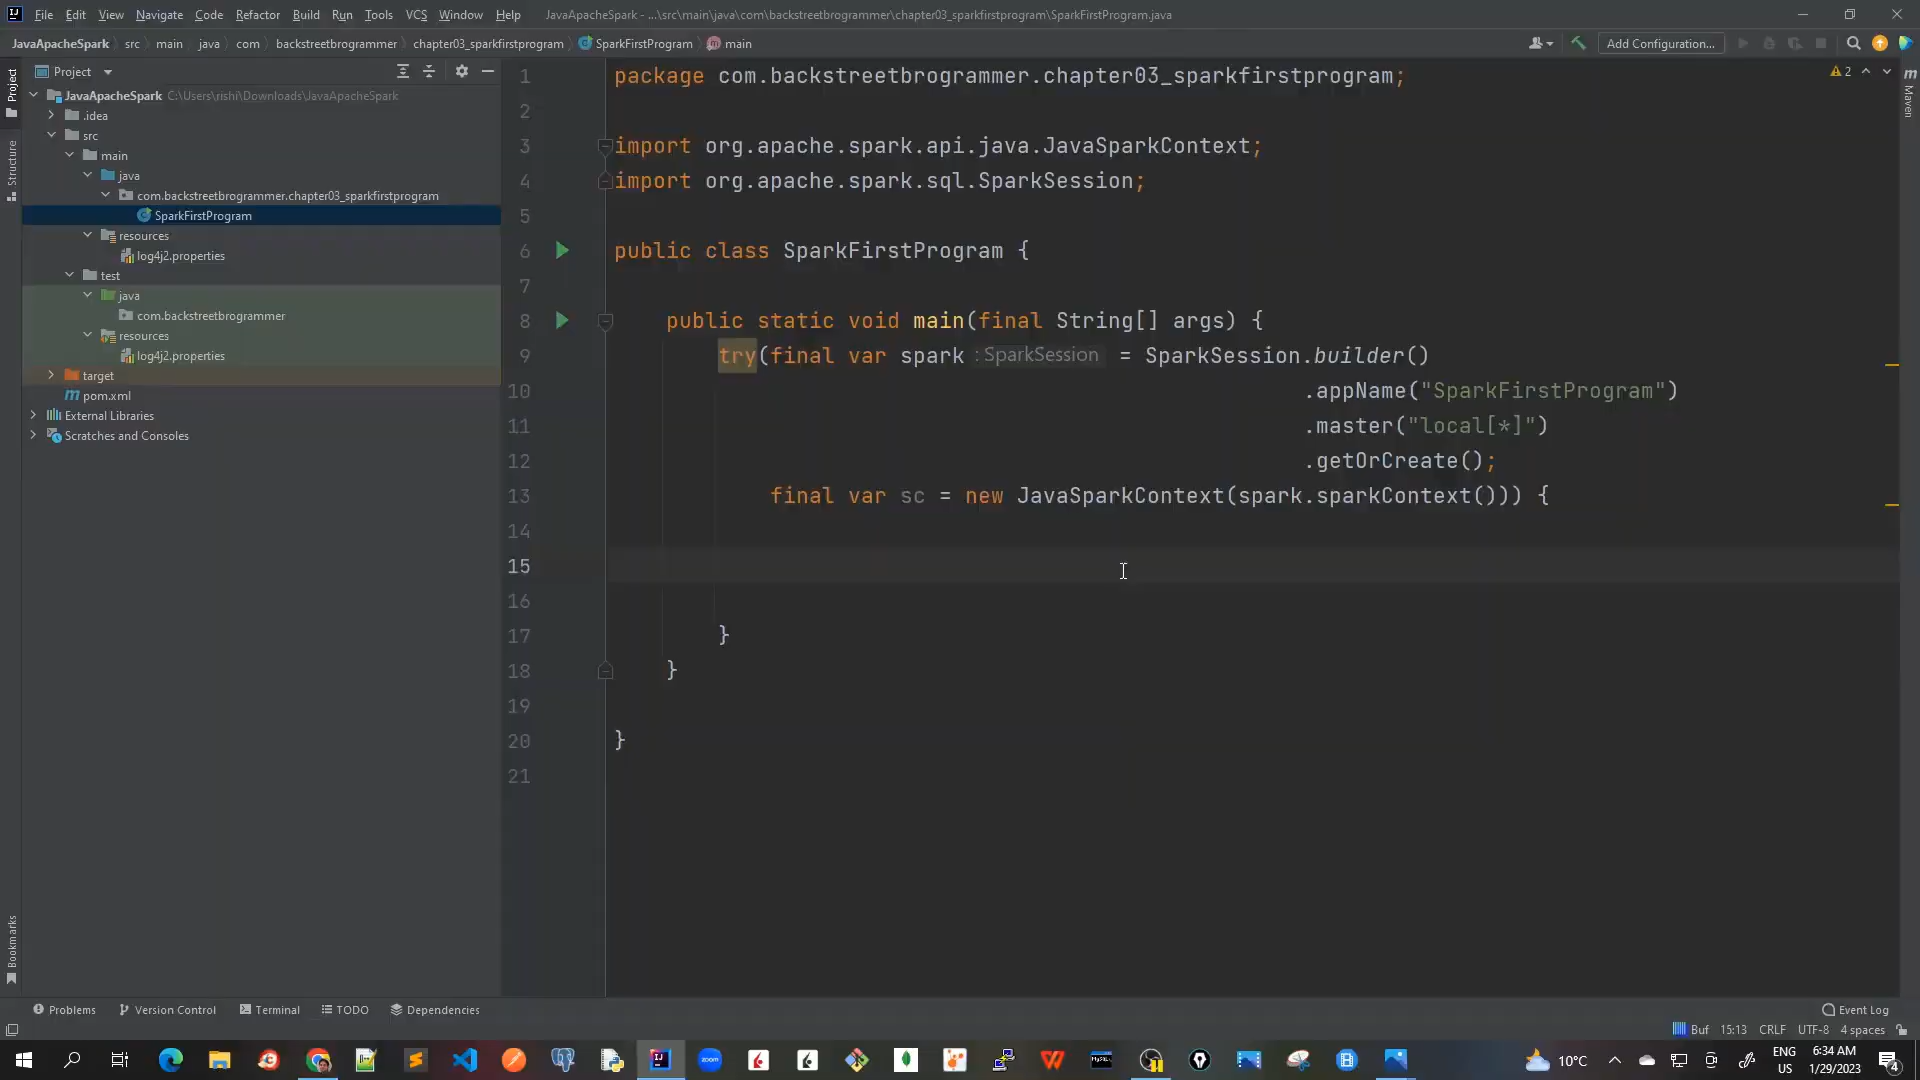 File Edit View Navigate Code Refactor Build Run Tools VCS Window Help JavaApacheSpark - ...\src\main\java\com\backstreetbrogrammer\chapter03_sparkfirstprogram\SparkFirstProgram.java
JavaApacheSpark src main java com backstreetbrogrammer chapter03_sparkfirstprogram SparkFirstProgram main Add Configuration...
Project
Structure
Bookmarks
Project
JavaApacheSpark C:\Users\rishi\Downloads\JavaApacheSpark
.idea
src
main
java
com.backstreetbrogrammer.chapter03_sparkfirstprogram
SparkFirstProgram
resources
log4j2.properties
test
java
com.backstreetbrogrammer
resources
log4j2.properties
target
pom.xml
External Libraries
Scratches and Consoles
1 package com.backstreetbrogrammer.chapter03_sparkfirstprogram;
2
3 import org.apache.spark.api.java.JavaSparkContext;
4 import org.apache.spark.sql.SparkSession;
5
6 public class SparkFirstProgram {
7
8 public static void main(final String[] args) {
9 try(final var spark : SparkSession = SparkSession.builder()
10 .appName("SparkFirstProgram")
11 .master("local[*]")
12 .getOrCreate();
13 final var sc = new JavaSparkContext(spark.sparkContext())) {
14
15
16
17 }
18 }
19
20 }
21
2
m
Maven
Problems Version Control Terminal TODO Dependencies Event Log
Buf 15:13 CRLF UTF-8 4 spaces
zoom 10°C ENG 6:34 AM
US 1/29/2023 4